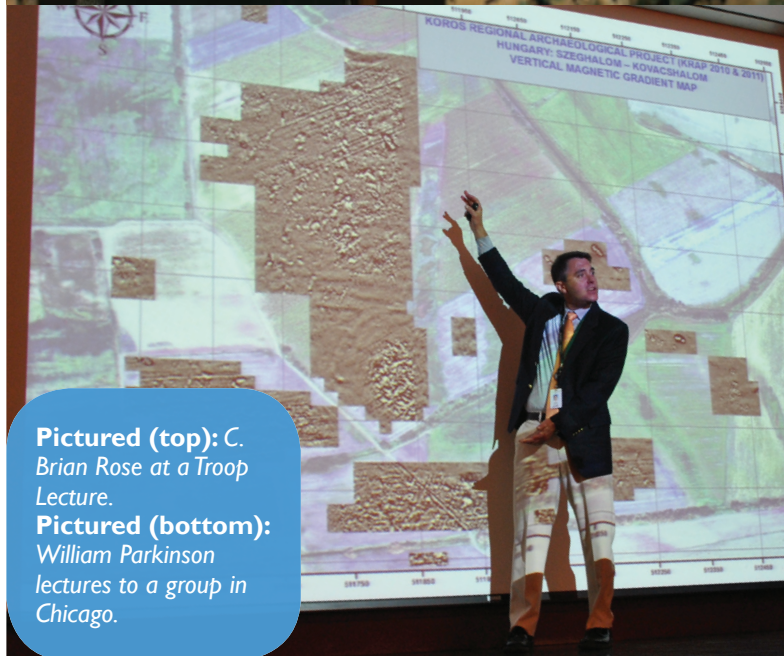 W
E
S
KOROS REGIONAL ARCHAEOLOGICAL PROJECT (KRAP 2010 & 2011)
HUNGARY: SZEGHALOM – KOVACSHALOM
VERTICAL MAGNETIC GRADIENT MAP
Pictured (top): C.
Brian Rose at a Troop
Lecture.
Pictured (bottom):
William Parkinson
lectures to a group in
Chicago.